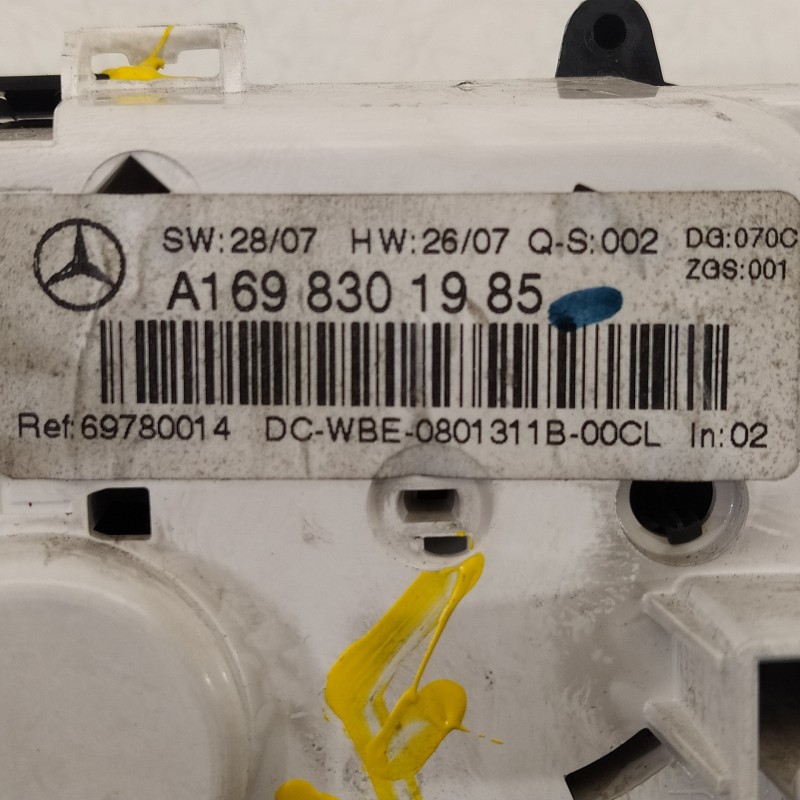 SW:28/07 HW:26/07 Q-S:002 DG:070C
ZGS:001
A169 830 19 85
Ref:69780014 DC-WBE-0801311B-00CL In:02